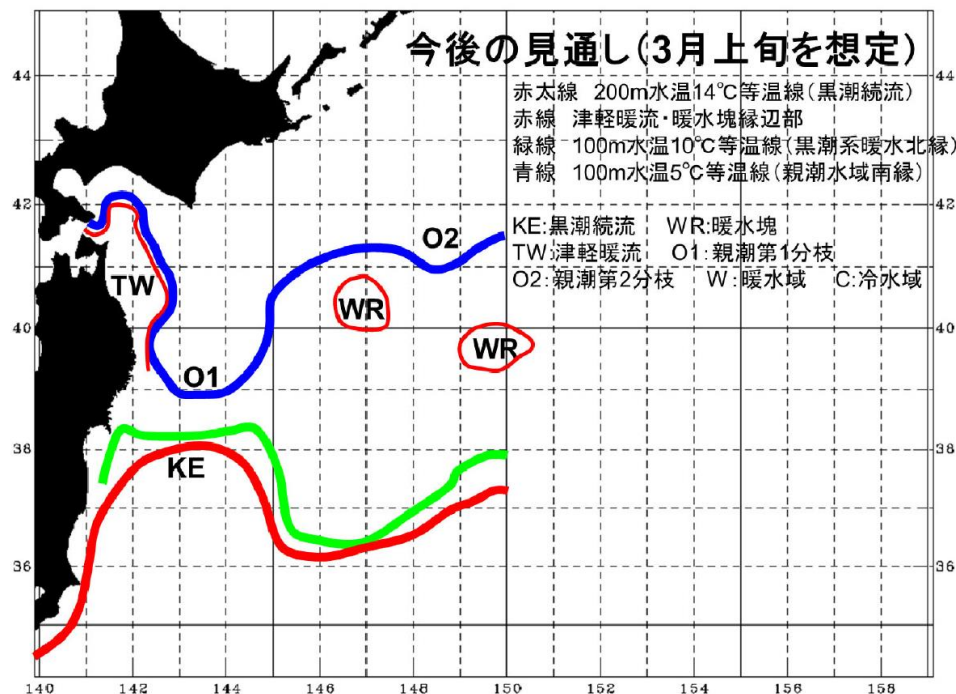 今後の見通し(3月上旬を想定)
赤太線 200m水温14℃等温線(黒潮続流)
赤線 津軽暖流・暖水塊縁辺部
緑線 100m水温10℃等温線(黒潮系暖水北縁)
青線 100m水温5℃等温線(親潮水域南縁)
KE:黒潮続流 WR:暖水塊
TW:津軽暖流 O1:親潮第1分枝
O2:親潮第2分枝 W:暖水域 C:冷水域
44 44
42 42
O2
TW
WR
40 40
WR
O1
38 38
KE
36 36
140 142 144 146 148 150 152 154 156 158